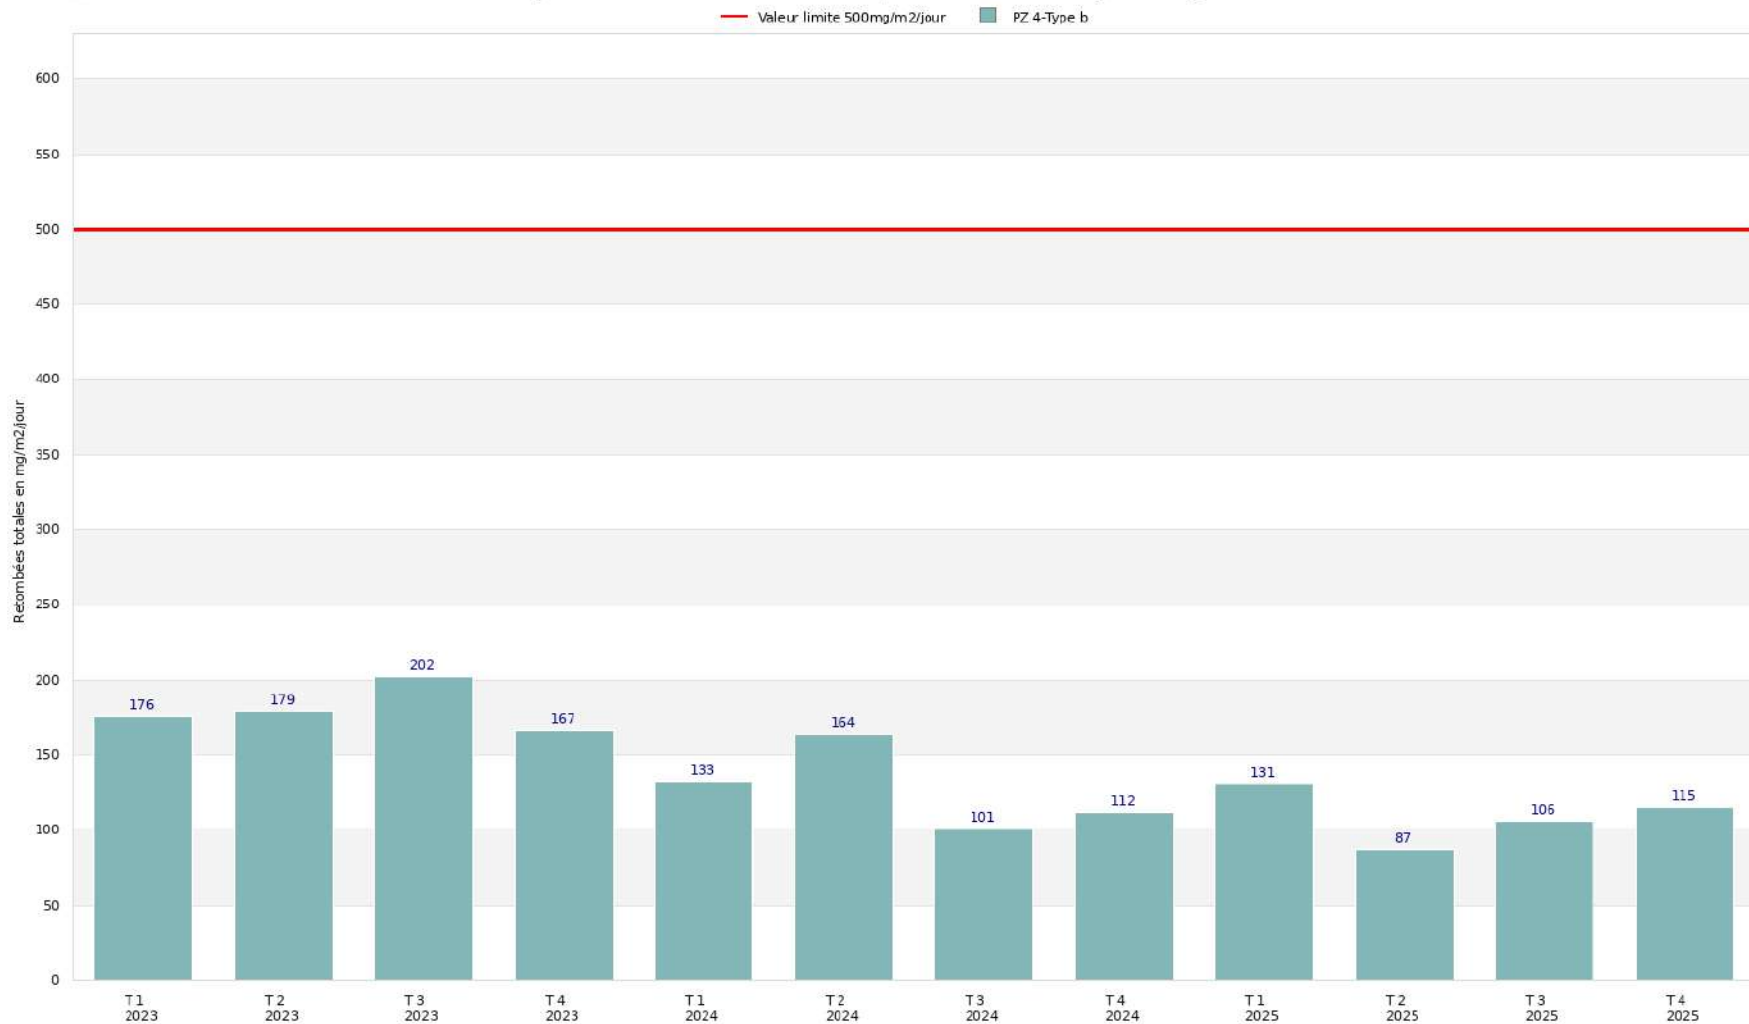 Valeur limite 500mg/m2/jour PZ 4-Type b
Retombées totales en mg/m2/jour
600
550
500
450
400
350
300
250
200
150
100
50
0
176
179
202
167
133
164
101
112
131
87
106
115
T 1
2023
T 2
2023
T 3
2023
T 4
2023
T 1
2024
T 2
2024
T 3
2024
T 4
2024
T 1
2025
T 2
2025
T 3
2025
T 4
2025